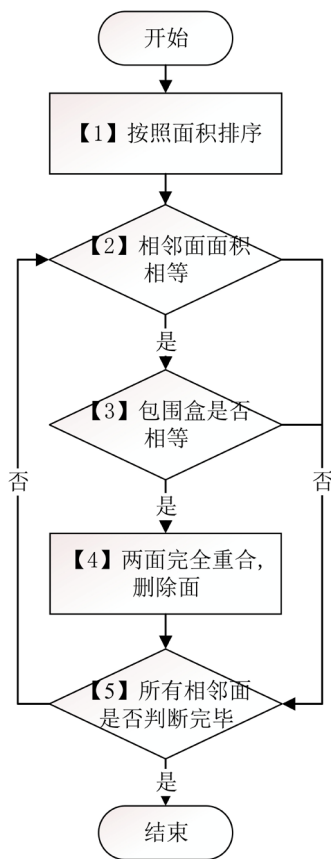 开始
【1】按照面积排序
【2】相邻面面积
相等
是
【3】包围盒是否
相等
否
否
是
【4】两面完全重合,
删除面
【5】所有相邻面
是否判断完毕
是
结束